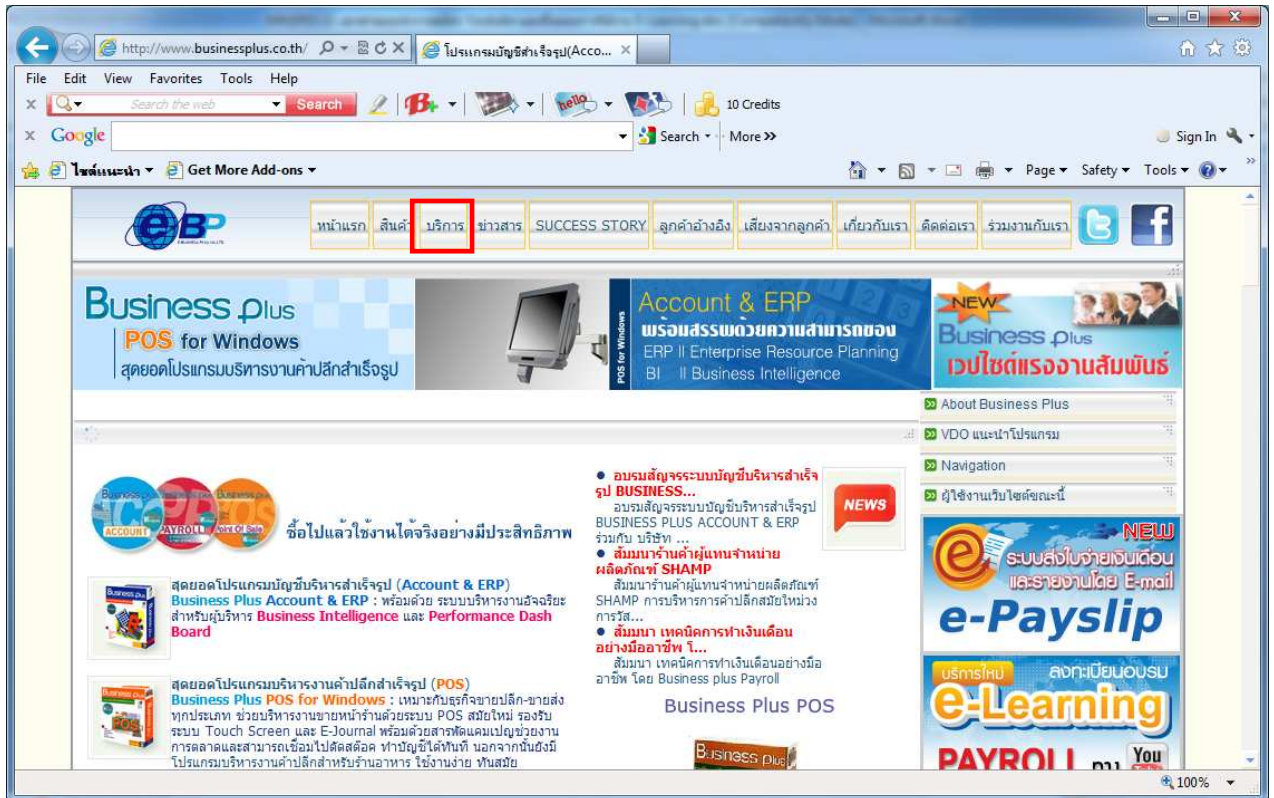 http://www.businessplus.co.th/
โปรแกรมบัญชีสำเร็จรูป(Acco...
File Edit View Favorites Tools Help
Search the web Search hello 10 Credits
Google Search More >> Sign In
ไซต์แนะนำ Get More Add-ons Page Safety Tools
eBP
หน้าแรก สินค้า บริการ ข่าวสาร SUCCESS STORY ลูกค้าอ้างอิง เสียงจากลูกค้า เกี่ยวกับเรา ติดต่อเรา ร่วมงานกับเรา
Business Plus
POS for Windows
สุดยอดโปรแกรมบริหารงานค้าปลีกสำเร็จรูป
POS for Windows
Account & ERP
พร้อมสรรพด้วยความสามารถของ
ERP II Enterprise Resource Planning
BI II Business Intelligence
NEW
Business Plus
เวปไซต์แรงงานสัมพันธ์
About Business Plus
VDO แนะนำโปรแกรม
Navigation
ผู้ใช้งานเว็บไซต์ขณะนี้
ACCOUNT PAYROLL Point Of Sale
ซื้อไปแล้วใช้งานได้จริงอย่างมีประสิทธิภาพ
สุดยอดโปรแกรมบัญชีบริหารสำเร็จรูป (Account & ERP)
Business Plus Account & ERP : พร้อมด้วย ระบบบริหารงานอัจฉริยะ
สำหรับผู้บริหาร Business Intelligence และ Performance Dash
Board
สุดยอดโปรแกรมบริหารงานค้าปลีกสำเร็จรูป (POS)
Business Plus POS for Windows : เหมาะกับธุรกิจขายปลีก-ขายส่ง
ทุกประเภท ช่วยบริหารงานขายหน้าร้านด้วยระบบ POS สมัยใหม่ รองรับ
ระบบ Touch Screen และ E-Journal พร้อมด้วยสารพัดแคมเปญช่วยงาน
การตลาดและสามารถเชื่อมไปตัดสต๊อค ทำบัญชีได้ทันที นอกจากนั้นยังมี
โปรแกรมบริหารงานค้าปลีกสำหรับร้านอาหาร ใช้งานง่าย ทันสมัย
• อบรมสัญจรระบบบัญชีบริหารสำเร็จ
รูป BUSINESS...
อบรมสัญจรระบบบัญชีบริหารสำเร็จรูป
BUSINESS PLUS ACCOUNT & ERP
ร่วมกับ บริษัท ...
• สัมมนาร้านค้าผู้แทนจำหน่าย
ผลิตภัณฑ์ SHAMP
สัมมนาร้านค้าผู้แทนจำหน่ายผลิตภัณฑ์
SHAMP การบริหารการค้าปลีกสมัยใหม่วง
การวัส...
• สัมมนา เทคนิคการทำเงินเดือน
อย่างมืออาชีพ โ...
สัมมนา เทคนิคการทำเงินเดือนอย่างมือ
อาชีพ โดย Business plus Payroll
NEWS
Business Plus POS
Business Plus
NEW
ระบบส่งใบจ่ายเงินเดือน
และรายงานโดย E-mail
e-Payslip
บริการใหม่ ลงทะเบียนอบรม
e-Learning
PAYROLL ทาง You
100%